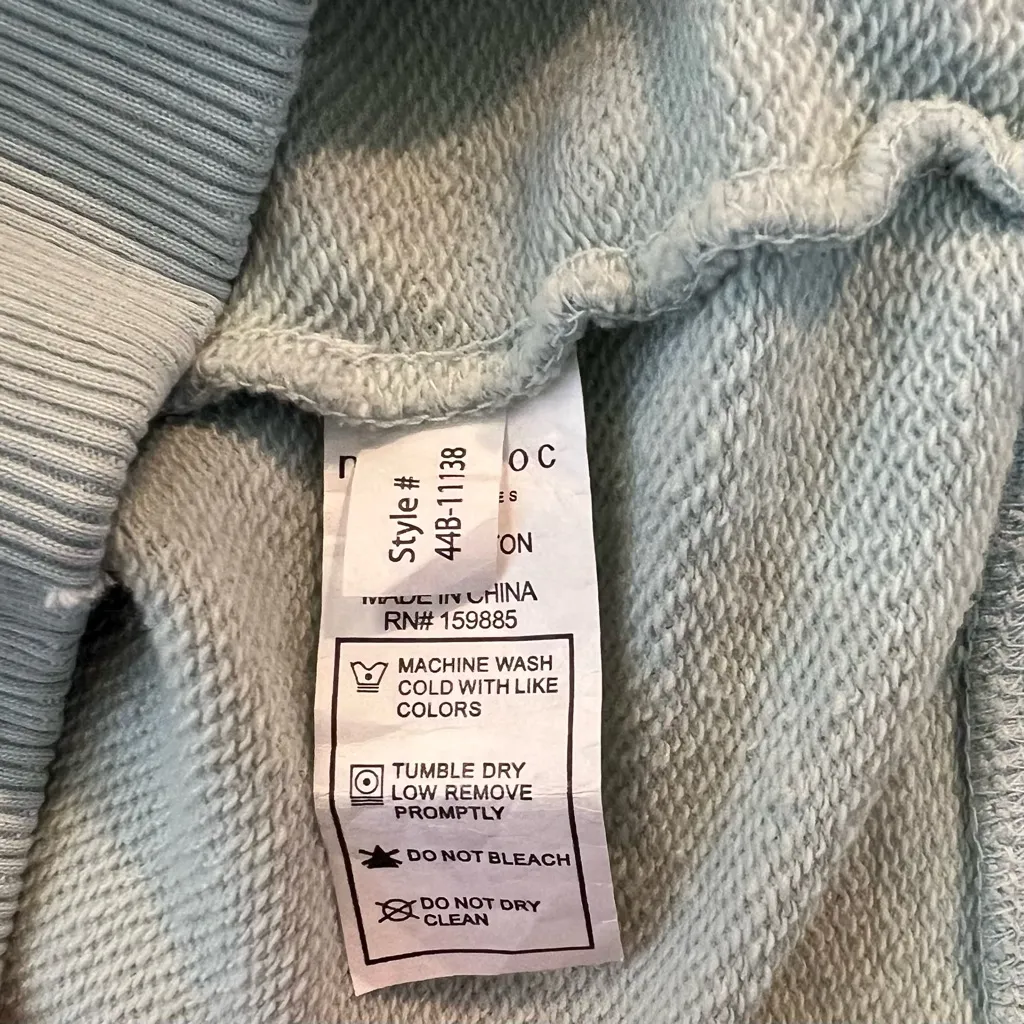 Style #
44B-11138
MADE IN CHINA
RN# 159885
MACHINE WASH
COLD WITH LIKE
COLORS
TUMBLE DRY
LOW REMOVE
PROMPTLY
DO NOT BLEACH
DO NOT DRY
CLEAN